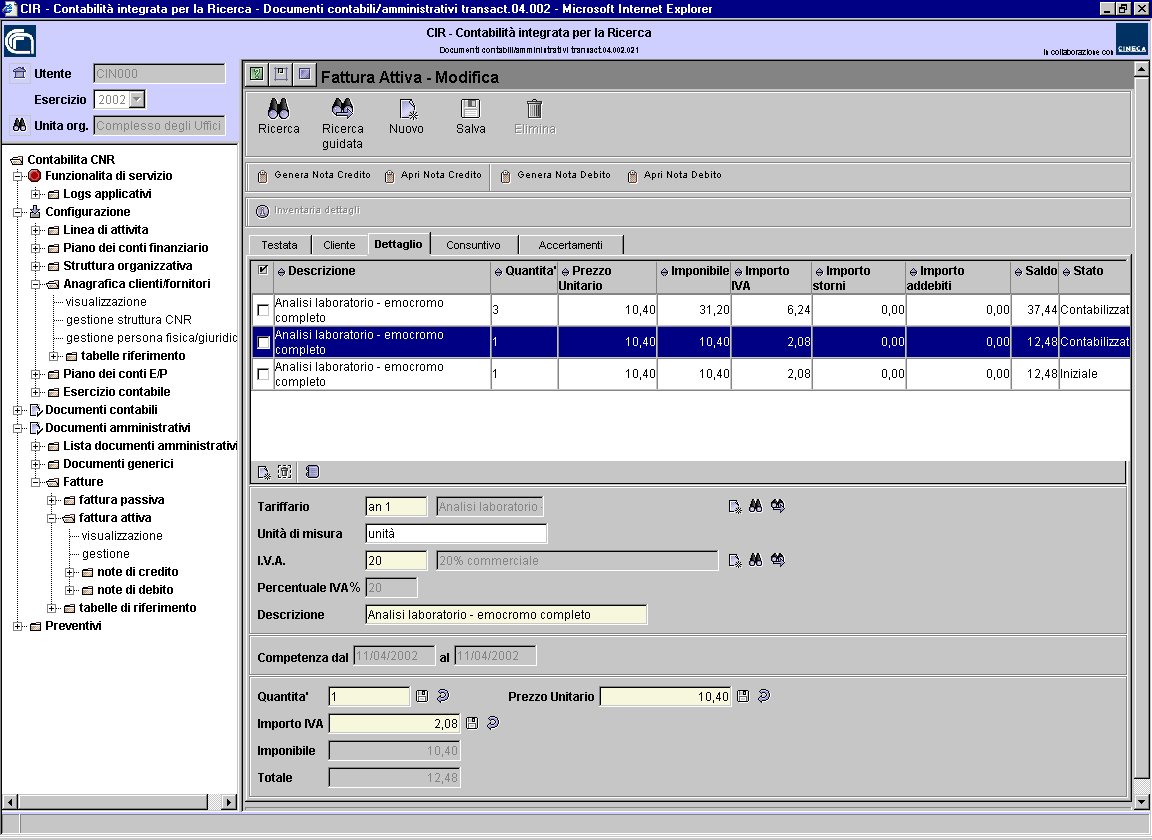 CIR - Contabilità integrata per la Ricerca - Documenti contabili/amministrativi transact.04.002 - Microsoft Internet Explorer
CIR - Contabilità integrata per la Ricerca
Documenti contabili/amministrativi transact.04.002.021
In collaborazione con
CINECA
Utente CIN000
Esercizio 2002
Unita org. Complesso degli Uffici
Contabilita CNR
Funzionalita di servizio
Logs applicativi
Configurazione
Linea di attivita
Piano dei conti finanziario
Struttura organizzativa
Anagrafica clienti/fornitori
visualizzazione
gestione struttura CNR
gestione persona fisica/giuridic
tabelle riferimento
Piano dei conti E/P
Esercizio contabile
Documenti contabili
Documenti amministrativi
Lista documenti amministrativi
Documenti generici
Fatture
fattura passiva
fattura attiva
visualizzazione
gestione
note di credito
note di debito
tabelle di riferimento
Preventivi
Fattura Attiva - Modifica
Ricerca Ricerca guidata Nuovo Salva Elimina
Genera Nota Credito Apri Nota Credito Genera Nota Debito Apri Nota Debito
Inventaria dettagli
Testata Cliente Dettaglio Consuntivo Accertamenti
Descrizione Quantita' Prezzo Unitario Imponibile Importo IVA Importo storni Importo addebiti Saldo Stato
Analisi laboratorio - emocromo completo 3 10,40 31,20 6,24 0,00 0,00 37,44 Contabilizzat
Analisi laboratorio - emocromo completo 1 10,40 10,40 2,08 0,00 0,00 12,48 Contabilizzat
Analisi laboratorio - emocromo completo 1 10,40 10,40 2,08 0,00 0,00 12,48 Iniziale
Tariffario an 1 Analisi laboratorio -
Unità di misura unità
I.V.A. 20 20% commerciale
Percentuale IVA% 20
Descrizione Analisi laboratorio - emocromo completo
Competenza dal 11/04/2002 al 11/04/2002
Quantita' 1 Prezzo Unitario 10,40
Importo IVA 2,08
Imponibile 10,40
Totale 12,48